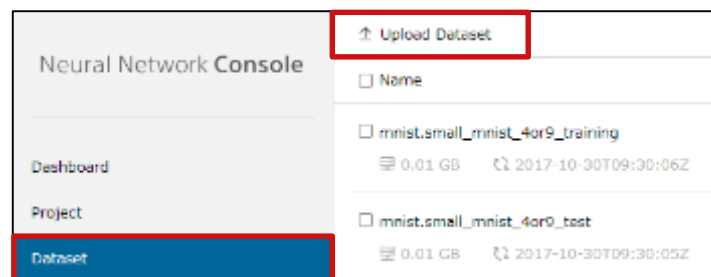 Neural Network Console
Dashboard
Project
Dataset
Upload Dataset
Name
mnist.small_mnist_4or9_training
0.01 GB 2017-10-30T09:30:06Z
mnist.small_mnist_4or9_test
0.01 GB 2017-10-30T09:30:05Z